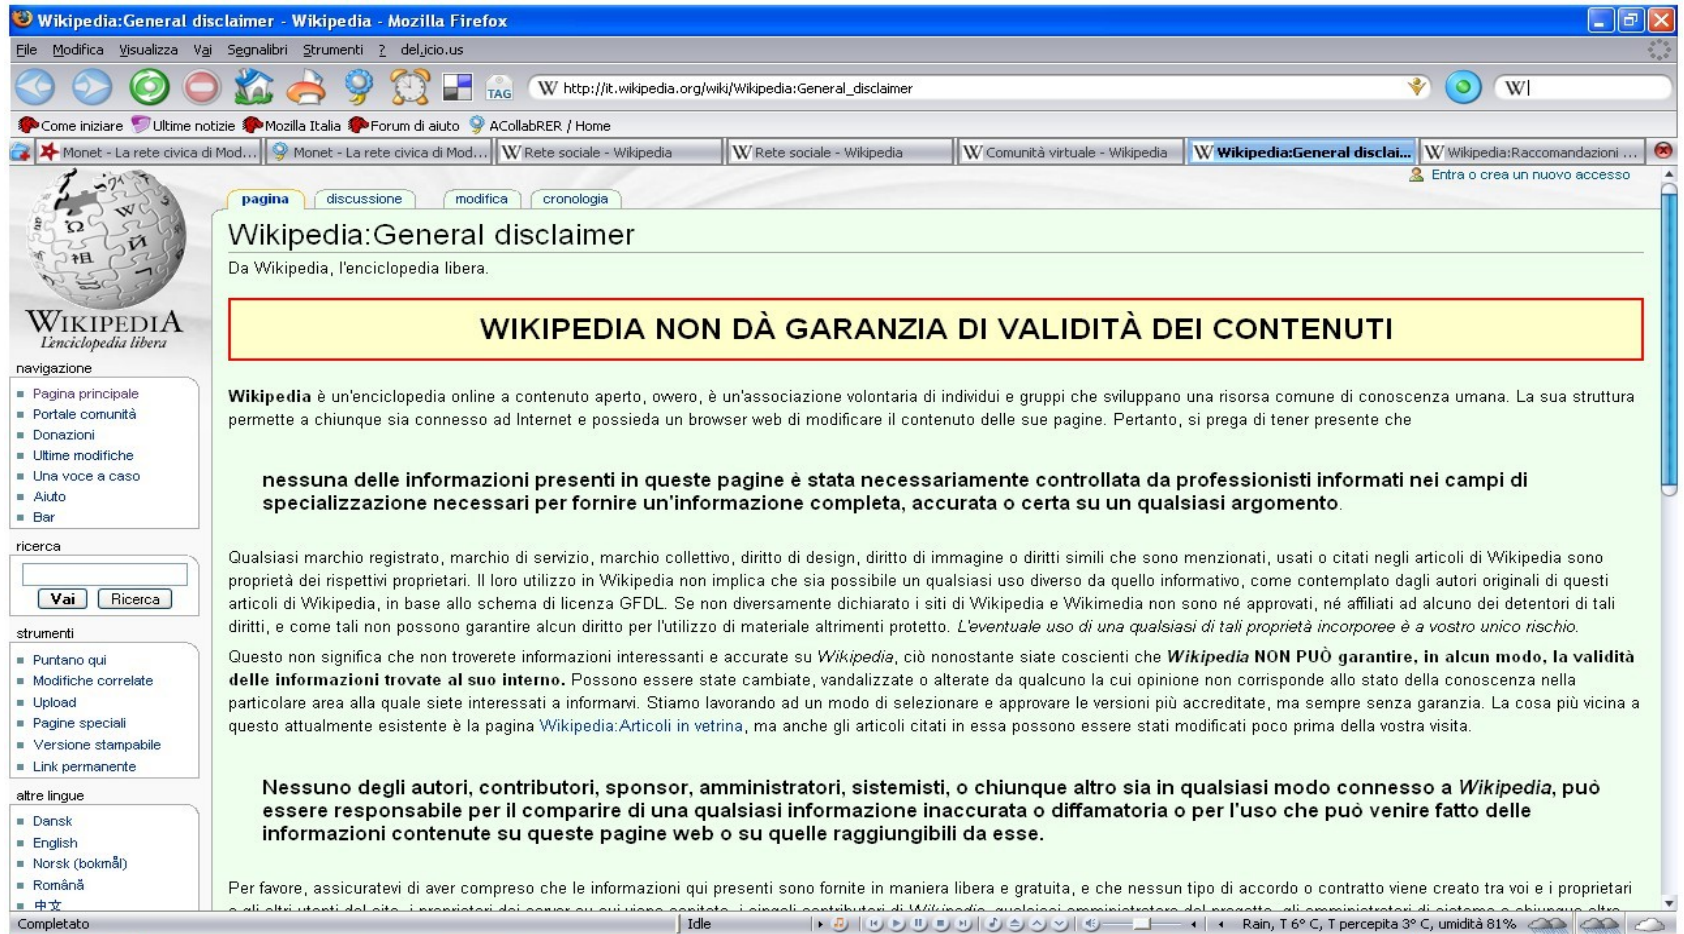 Wikipedia:General disclaimer - Wikipedia - Mozilla Firefox
File Modifica Visualizza Vai Segnalibri Strumenti ? del.icio.us
TAG W http://it.wikipedia.org/wiki/Wikipedia:General_disclaimer W
Come iniziare Ultime notizie Mozilla Italia Forum di aiuto ACollabRER / Home
Monet - La rete civica di Mod... Monet - La rete civica di Mod... W Rete sociale - Wikipedia W Rete sociale - Wikipedia W Comunità virtuale - Wikipedia W Wikipedia:General disclai... W Wikipedia:Raccomandazioni ...
Entra o crea un nuovo accesso
pagina discussione modifica cronologia
WIKIPEDIA
L'enciclopedia libera
navigazione
Pagina principale
Portale comunità
Donazioni
Ultime modifiche
Una voce a caso
Aiuto
Bar
ricerca
Vai Ricerca
strumenti
Puntano qui
Modifiche correlate
Upload
Pagine speciali
Versione stampabile
Link permanente
altre lingue
Dansk
English
Norsk (bokmål)
Română
中文
Wikipedia:General disclaimer
Da Wikipedia, l'enciclopedia libera.
WIKIPEDIA NON DÀ GARANZIA DI VALIDITÀ DEI CONTENUTI
Wikipedia è un'enciclopedia online a contenuto aperto, ovvero, è un'associazione volontaria di individui e gruppi che sviluppano una risorsa comune di conoscenza umana. La sua struttura
permette a chiunque sia connesso ad Internet e possieda un browser web di modificare il contenuto delle sue pagine. Pertanto, si prega di tener presente che
nessuna delle informazioni presenti in queste pagine è stata necessariamente controllata da professionisti informati nei campi di
specializzazione necessari per fornire un'informazione completa, accurata o certa su un qualsiasi argomento.
Qualsiasi marchio registrato, marchio di servizio, marchio collettivo, diritto di design, diritto di immagine o diritti simili che sono menzionati, usati o citati negli articoli di Wikipedia sono
proprietà dei rispettivi proprietari. Il loro utilizzo in Wikipedia non implica che sia possibile un qualsiasi uso diverso da quello informativo, come contemplato dagli autori originali di questi
articoli di Wikipedia, in base allo schema di licenza GFDL. Se non diversamente dichiarato i siti di Wikipedia e Wikimedia non sono né approvati, né affiliati ad alcuno dei detentori di tali
diritti, e come tali non possono garantire alcun diritto per l'utilizzo di materiale altrimenti protetto. L'eventuale uso di una qualsiasi di tali proprietà incorporee è a vostro unico rischio.
Questo non significa che non troverete informazioni interessanti e accurate su Wikipedia, ciò nonostante siate coscienti che Wikipedia NON PUÒ garantire, in alcun modo, la validità
delle informazioni trovate al suo interno. Possono essere state cambiate, vandalizzate o alterate da qualcuno la cui opinione non corrisponde allo stato della conoscenza nella
particolare area alla quale siete interessati a informarvi. Stiamo lavorando ad un modo di selezionare e approvare le versioni più accreditate, ma sempre senza garanzia. La cosa più vicina a
questo attualmente esistente è la pagina Wikipedia:Articoli in vetrina, ma anche gli articoli citati in essa possono essere stati modificati poco prima della vostra visita.
Nessuno degli autori, contributori, sponsor, amministratori, sistemisti, o chiunque altro sia in qualsiasi modo connesso a Wikipedia, può
essere responsabile per il comparire di una qualsiasi informazione inaccurata o diffamatoria o per l'uso che può venire fatto delle
informazioni contenute su queste pagine web o su quelle raggiungibili da esse.
Per favore, assicuratevi di aver compreso che le informazioni qui presenti sono fornite in maniera libera e gratuita, e che nessun tipo di accordo o contratto viene creato tra voi e i proprietari
Completato Idle Rain, T 6° C, T percepita 3° C, umidità 81%